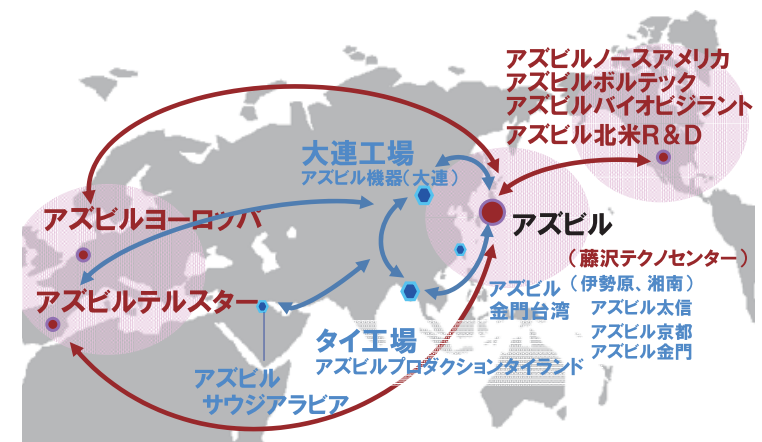 アズビルノースアメリカ
アズビルボルテック
アズビルバイオビジラント
アズビル北米R&D
大連工場
アズビル機器(大連)
アズビルヨーロッパ
アズビル
(藤沢テクノセンター)
(伊勢原、湘南)
アズビル太信
アズビル京都
アズビル金門
アズビル
金門台湾
アズビルテルスター
タイ工場
アズビルプロダクションタイランド
アズビル
サウジアラビア